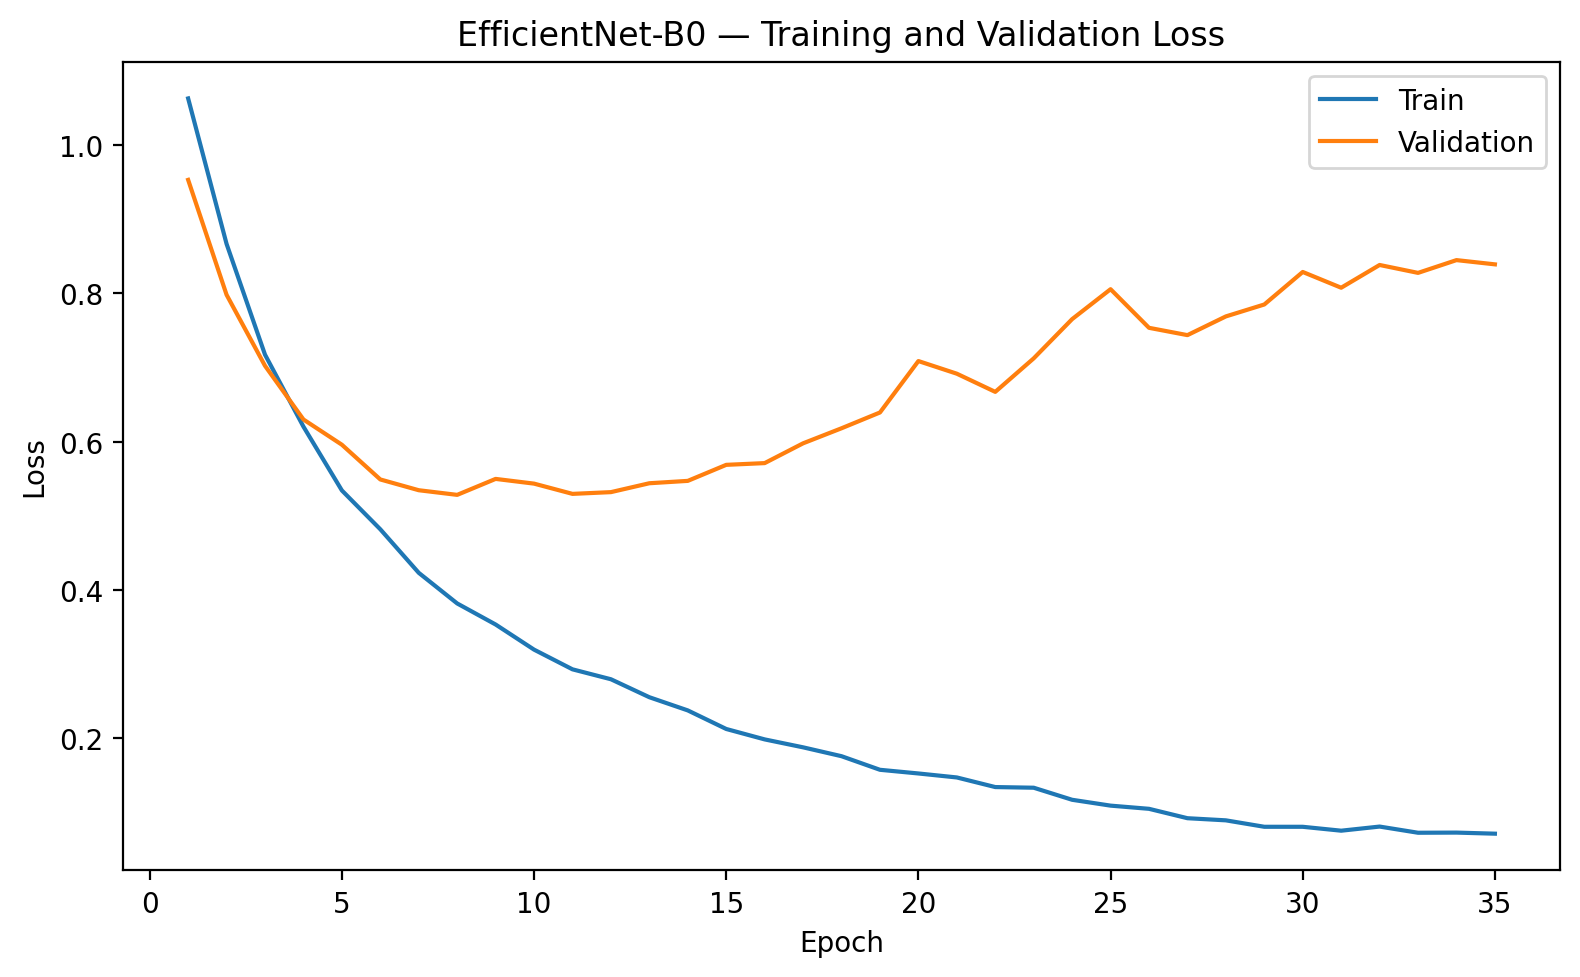 EfficientNet-B0 — Training and Validation Loss
Train
Validation
1.0
0.8
0.6
0.4
0.2
Loss
0 5 10 15 20 25 30 35
Epoch